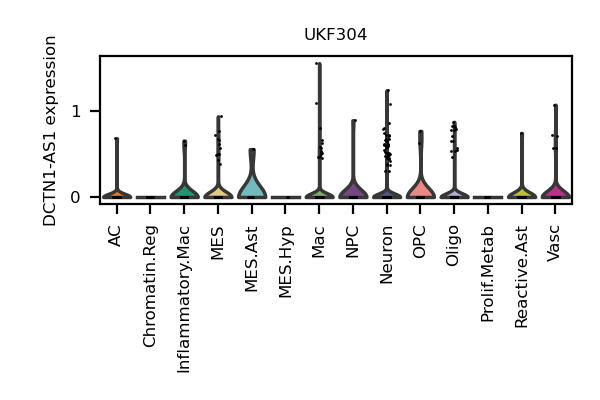 UKF304
DCTN1-AS1 expression
1
0
AC
Chromatin.Reg
Inflammatory.Mac
MES
MES.Ast
MES.Hyp
Mac
NPC
Neuron
OPC
Oligo
Prolif.Metab
Reactive.Ast
Vasc